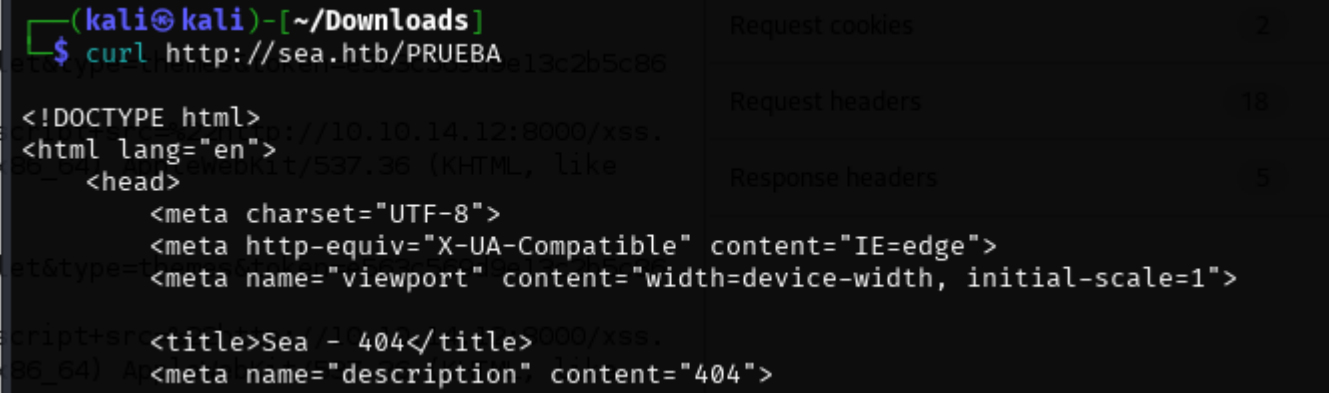 (kali㉿kali)-[~/Downloads]
$ curl http://sea.htb/PRUEBA
Request cookies 2
<!DOCTYPE html>
Request headers 18
<html lang="en">
<head>
Response headers 5
<meta charset="UTF-8">
<meta http-equiv="X-UA-Compatible" content="IE=edge">
<meta name="viewport" content="width=device-width, initial-scale=1">
<title>Sea - 404</title>
<meta name="description" content="404">